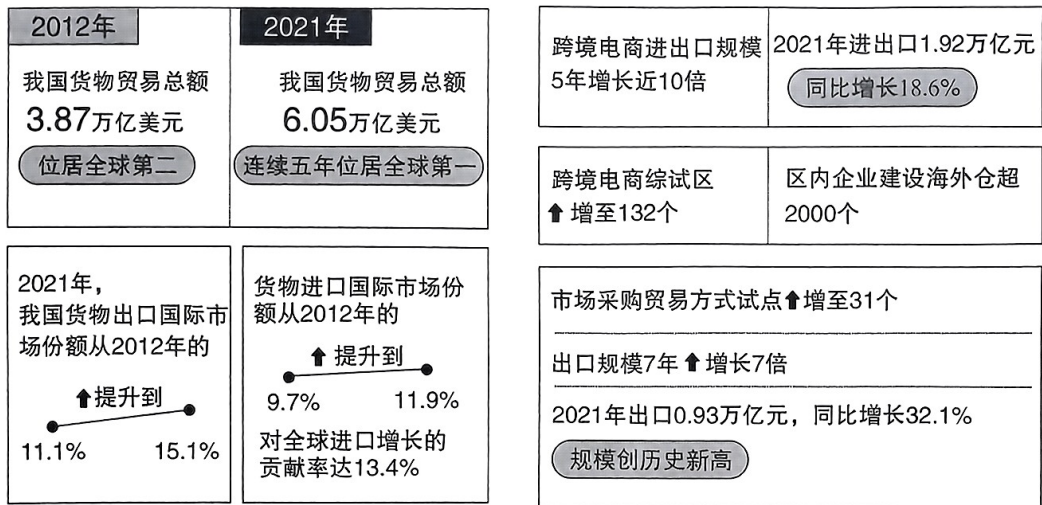 2012年
我国货物贸易总额
3.87万亿美元
位居全球第二
2021年
我国货物贸易总额
6.05万亿美元
连续五年位居全球第一
2021年，
我国货物出口国际市
场份额从2012年的
提升到
11.1% 15.1%
货物进口国际市场份
额从2012年的
提升到
9.7% 11.9%
对全球进口增长的
贡献率达13.4%
跨境电商进出口规模
5年增长近10倍
2021年进出口1.92万亿元
同比增长18.6%
跨境电商综试区
增至132个
区内企业建设海外仓超
2000个
市场采购贸易方式试点增至31个
出口规模7年增长7倍
2021年出口0.93万亿元，同比增长32.1%
规模创历史新高